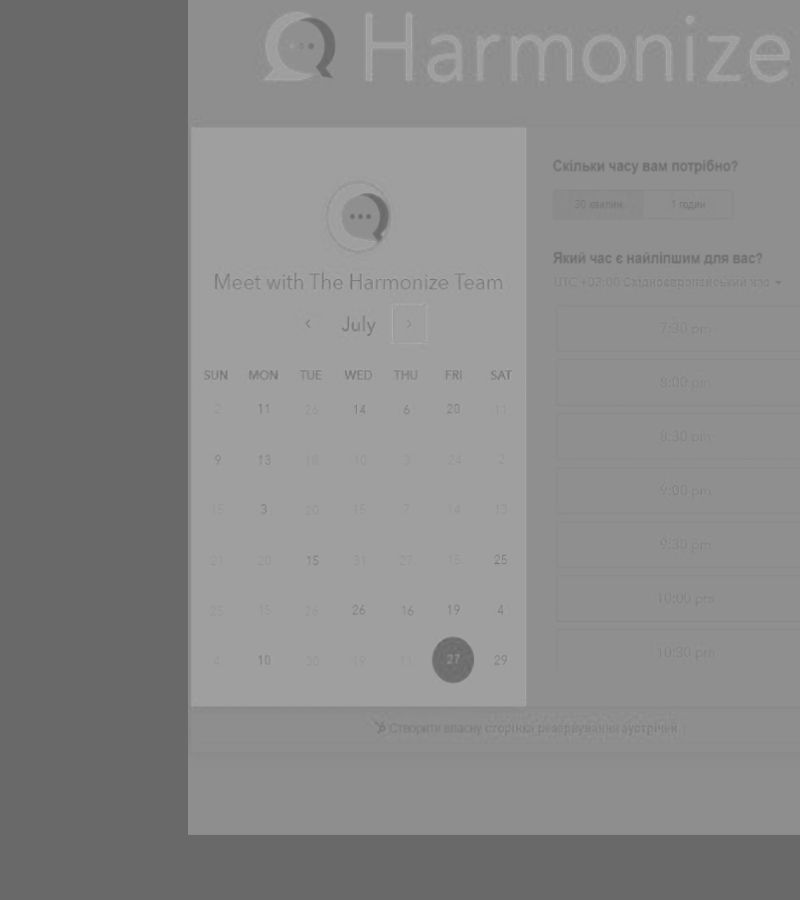 Harmonize
Meet with The Harmonize Team
July
SUN MON TUE WED THU FRI SAT
2 11 26 14 6 20 11
9 13 18 10 3 24 2
15 3 20 15 7 14 13
21 20 15 31 27 15 25
25 15 26 26 16 19 4
4 10 30 19 11 27 29
Скільки часу вам потрібно?
30 хвилин 1 годин
Який час є найліпшим для вас?
UTC +03:00 Східноєвропейський час
7:30 pm
8:00 pm
8:30 pm
9:00 pm
9:30 pm
10:00 pm
10:30 pm
Створити власну сторінка резервування зустрічей